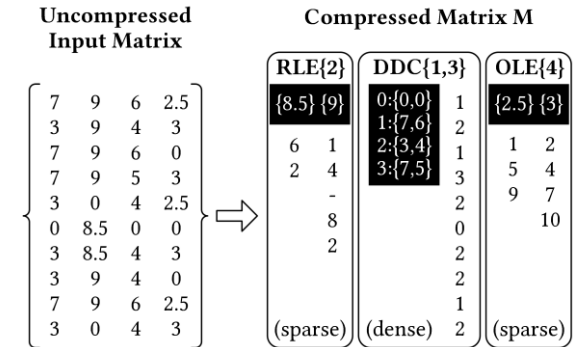 Uncompressed
Input Matrix
7 9 6 2.5
3 9 4 3
7 9 6 0
7 9 5 3
3 0 4 2.5
0 8.5 0 0
3 8.5 4 3
3 9 4 0
7 9 6 2.5
3 0 4 3
Compressed Matrix M
RLE{2}
{8.5} {9}
6 1
2 4
-
8
2
(sparse)
DDC{1,3}
0:{0,0}
1:{7,6}
2:{3,4}
3:{7,5}
1
2
1
3
2
0
2
2
1
2
(dense)
OLE{4}
{2.5} {3}
1 2
5 4
9 7
10
(sparse)